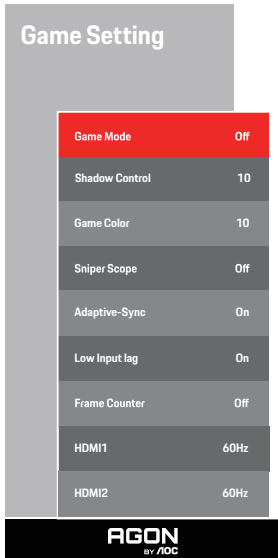 Game Setting
Game Mode Off
Shadow Control 10
Game Color 10
Sniper Scope Off
Adaptive-Sync On
Low Input lag On
Frame Counter Off
HDMI1 60Hz
HDMI2 60Hz
AGON
BY AOC